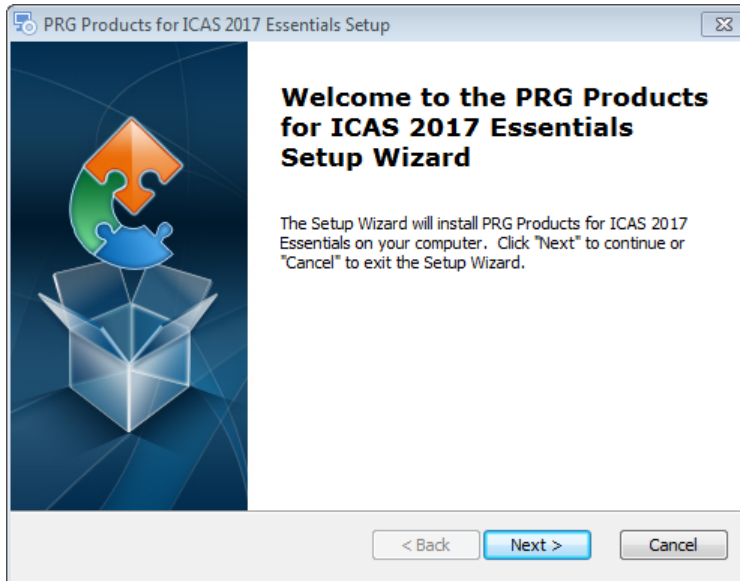 PRG Products for ICAS 2017 Essentials Setup
Welcome to the PRG Products
for ICAS 2017 Essentials
Setup Wizard
The Setup Wizard will install PRG Products for ICAS 2017
Essentials on your computer.  Click "Next" to continue or
"Cancel" to exit the Setup Wizard.
< Back
Next >
Cancel